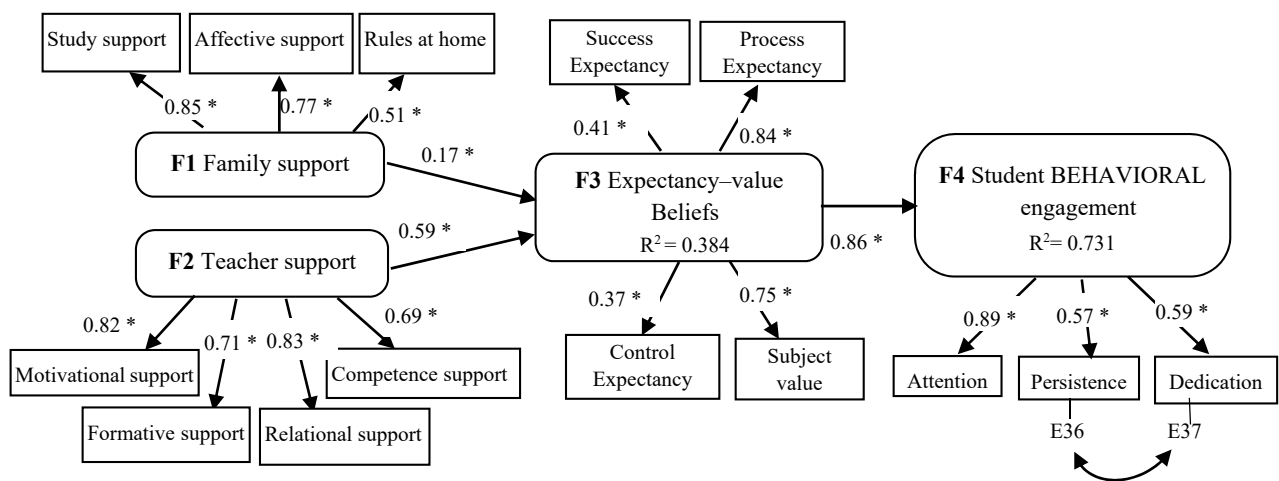 Study support
Affective support
Rules at home
Success
Expectancy
Process
Expectancy
0.85 *
0.77 *
0.51 *
0.41 *
0.84 *
F1 Family support
0.17 *
F3 Expectancy–value
Beliefs
R² = 0.384
F4 Student BEHAVIORAL
engagement
R²= 0.731
0.59 *
0.86 *
F2 Teacher support
0.82 *
0.71 *
0.83 *
0.69 *
0.37 *
0.75 *
0.89 *
0.57 *
0.59 *
Motivational support
Competence support
Formative support
Relational support
Control
Expectancy
Subject
value
Attention
Persistence
Dedication
E36
E37